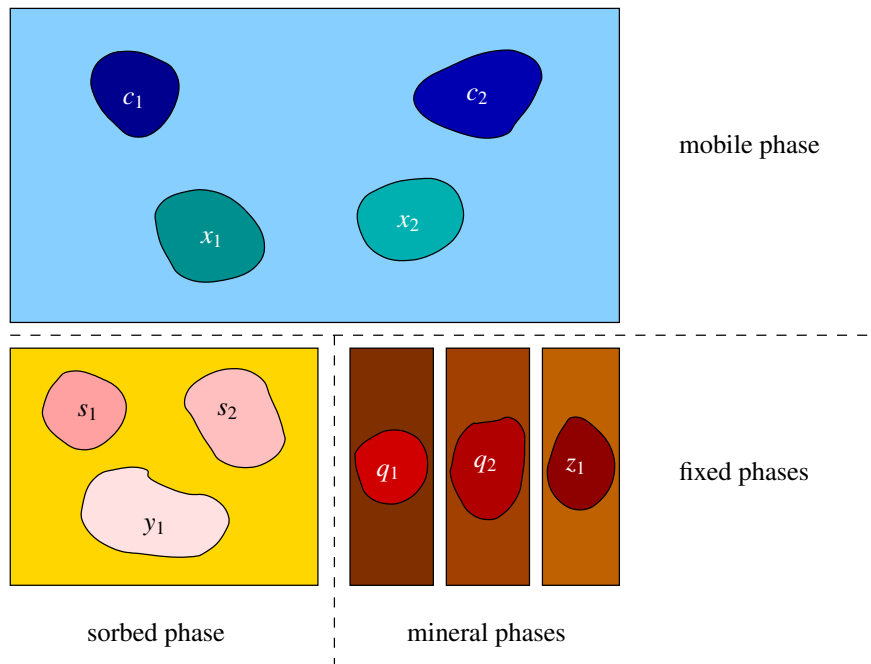 c₁
c₂
mobile phase
x₁
x₂
s₁
s₂
q₁
q₂
z₁
fixed phases
y₁
sorbed phase
mineral phases